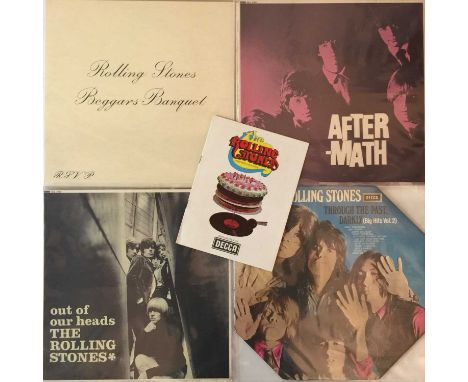 Rolling Stones
Beggars Banquet
R.S.V.P.
AFTER
-MATH
THE
ROLLING
STONES
DECCA
out of
our heads
THE
ROLLING
STONES
ROLLING STONES
THROUGH THE PAST,
DARKLY (Big Hits Vol.2)